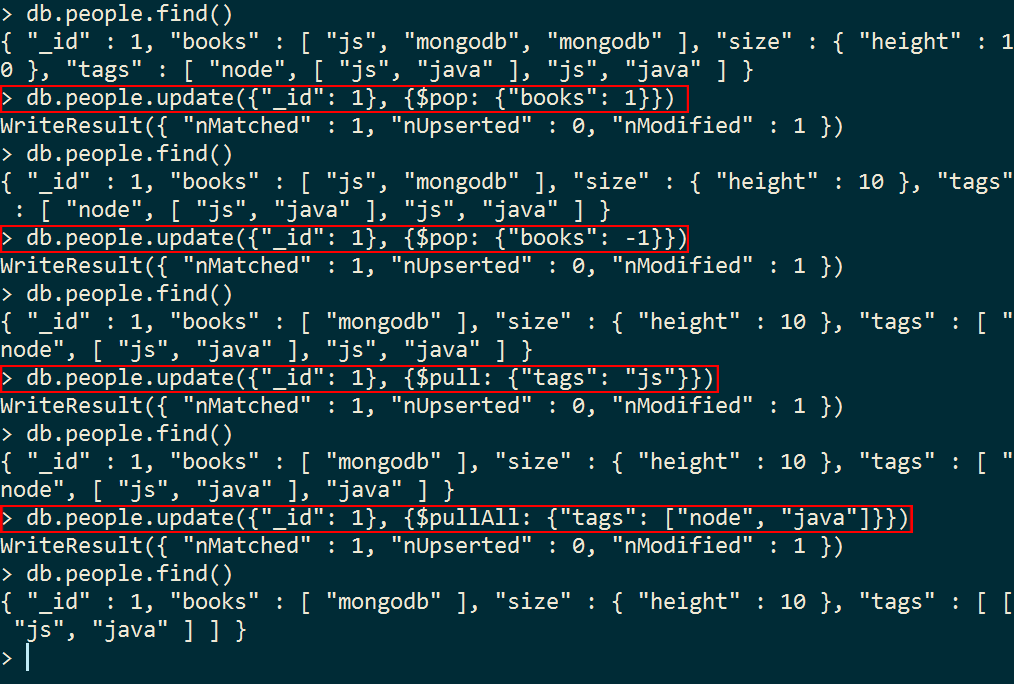 > db.people.find()
{ "_id" : 1, "books" : [ "js", "mongodb", "mongodb" ], "size" : { "height" : 1
0 }, "tags" : [ "node", [ "js", "java" ], "js", "java" ] }
> db.people.update({"_id": 1}, {$pop: {"books": 1}})
WriteResult({ "nMatched" : 1, "nUpserted" : 0, "nModified" : 1 })
> db.people.find()
{ "_id" : 1, "books" : [ "js", "mongodb" ], "size" : { "height" : 10 }, "tags"
 : [ "node", [ "js", "java" ], "js", "java" ] }
> db.people.update({"_id": 1}, {$pop: {"books": -1}})
WriteResult({ "nMatched" : 1, "nUpserted" : 0, "nModified" : 1 })
> db.people.find()
{ "_id" : 1, "books" : [ "mongodb" ], "size" : { "height" : 10 }, "tags" : [ "
node", [ "js", "java" ], "js", "java" ] }
> db.people.update({"_id": 1}, {$pull: {"tags": "js"}})
WriteResult({ "nMatched" : 1, "nUpserted" : 0, "nModified" : 1 })
> db.people.find()
{ "_id" : 1, "books" : [ "mongodb" ], "size" : { "height" : 10 }, "tags" : [ "
node", [ "js", "java" ], "java" ] }
> db.people.update({"_id": 1}, {$pullAll: {"tags": ["node", "java"]}})
WriteResult({ "nMatched" : 1, "nUpserted" : 0, "nModified" : 1 })
> db.people.find()
{ "_id" : 1, "books" : [ "mongodb" ], "size" : { "height" : 10 }, "tags" : [ [
 "js", "java" ] ] }
>